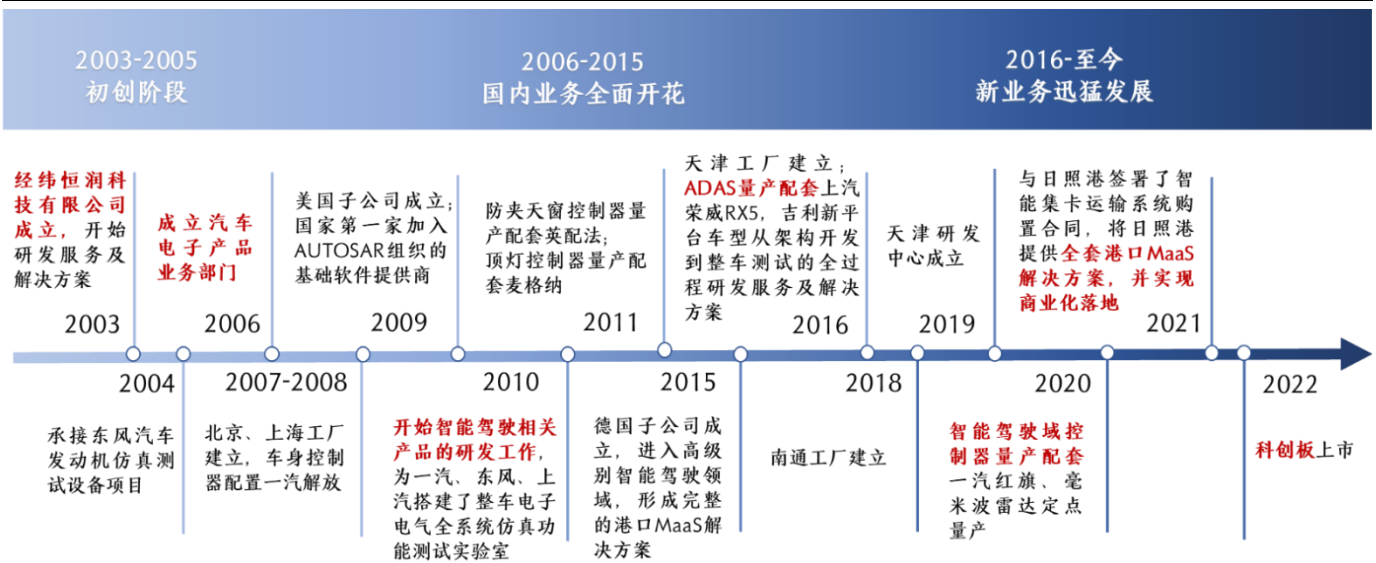 2003-2005
初创阶段
2006-2015
国内业务全面开花
2016-至今
新业务迅猛发展
经纬恒润科
技有限公司
成立，开始
研发服务及
解决方案
2003
成立汽车
电子产品
业务部门
2006
美国子公司成立；
国家第一家加入
AUTOSAR组织的
基础软件提供商
2009
防夹天窗控制器量
产配套英配法；
顶灯控制器量产配
套麦格纳
2011
天津工厂建立；
ADAS量产配套上汽
荣威RX5，吉利新平
台车型从架构开发
到整车测试的全过
程研发服务及解决
方案
2016
天津研发
中心成立
2019
与日照港签署了智
能集卡运输系统购
置合同，将日照港
提供全套港口MaaS
解决方案，并实现
商业化落地
2021
2004
承接东风汽车
发动机仿真测
试设备项目
2007-2008
北京、上海工厂
建立，车身控制
器配置一汽解放
2010
开始智能驾驶相关
产品的研发工作，
为一汽、东风、上
汽搭建了整车电子
电气全系统仿真功
能测试实验室
2015
德国子公司成
立，进入高级
别智能驾驶领
域，形成完整
的港口MaaS解
决方案
2018
南通工厂建立
2020
智能驾驶域控
制器量产配套
一汽红旗、毫
米波雷达定点
量产
2022
科创板上市